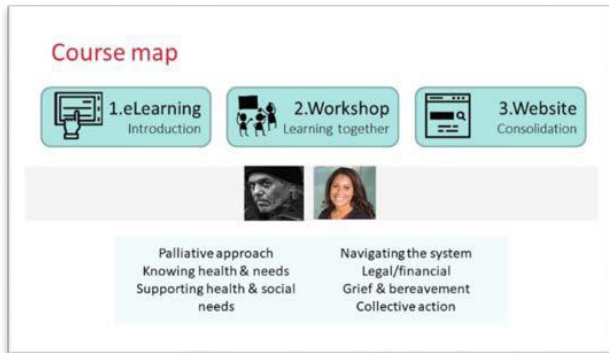 Course map
1.eLearning
Introduction
2.Workshop
Learning together
3.Website
Consolidation
Palliative approach
Knowing health & needs
Supporting health & social
needs
Navigating the system
Legal/financial
Grief & bereavement
Collective action